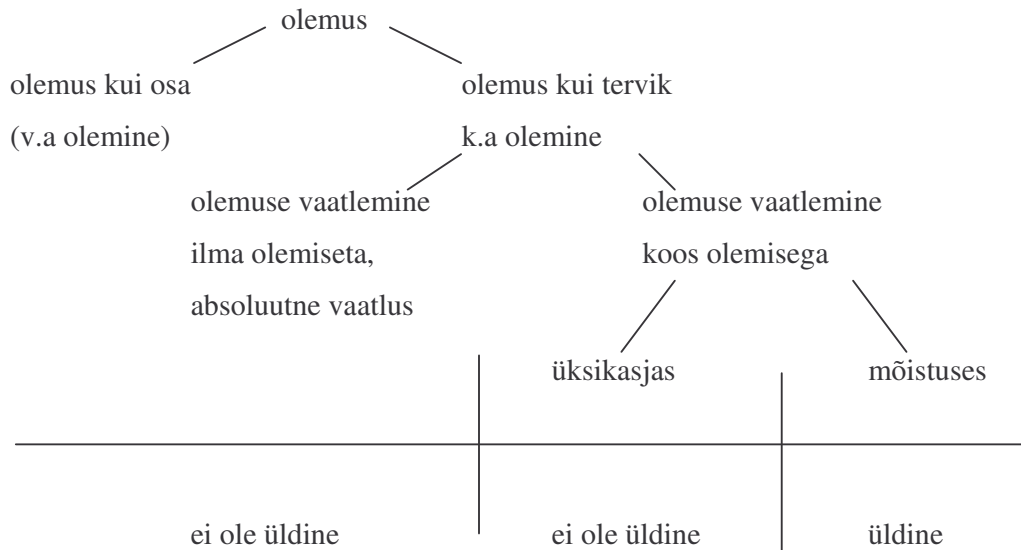 olemus
olemus kui osa
(v.a olemine)
olemus kui tervik
k.a olemine
olemuse vaatlemine
ilma olemiseta,
absoluutne vaatlus
olemuse vaatlemine
koos olemisega
üksikasjas
mõistuses
ei ole üldine
ei ole üldine
üldine